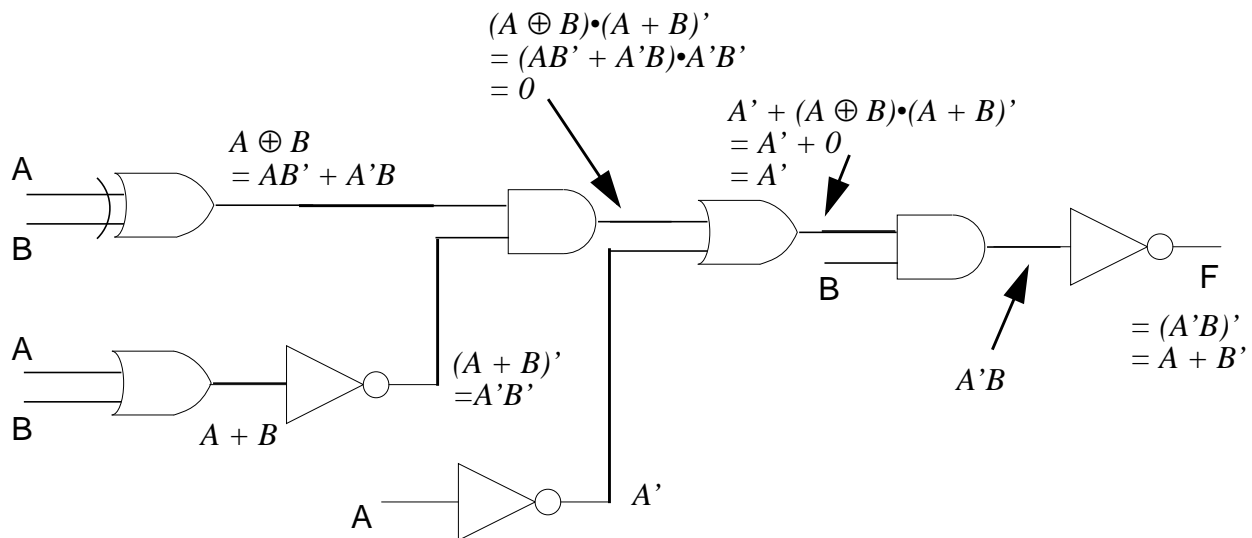 (A ⊕ B)•(A + B)’
= (AB’ + A’B)•A’B’
= 0
A’ + (A ⊕ B)•(A + B)’
= A’ + 0
= A’
A ⊕ B
= AB’ + A’B
A
B
B
F
= (A’B)’
= A + B’
A’B
A
B
A + B
(A + B)’
=A’B’
A
A’